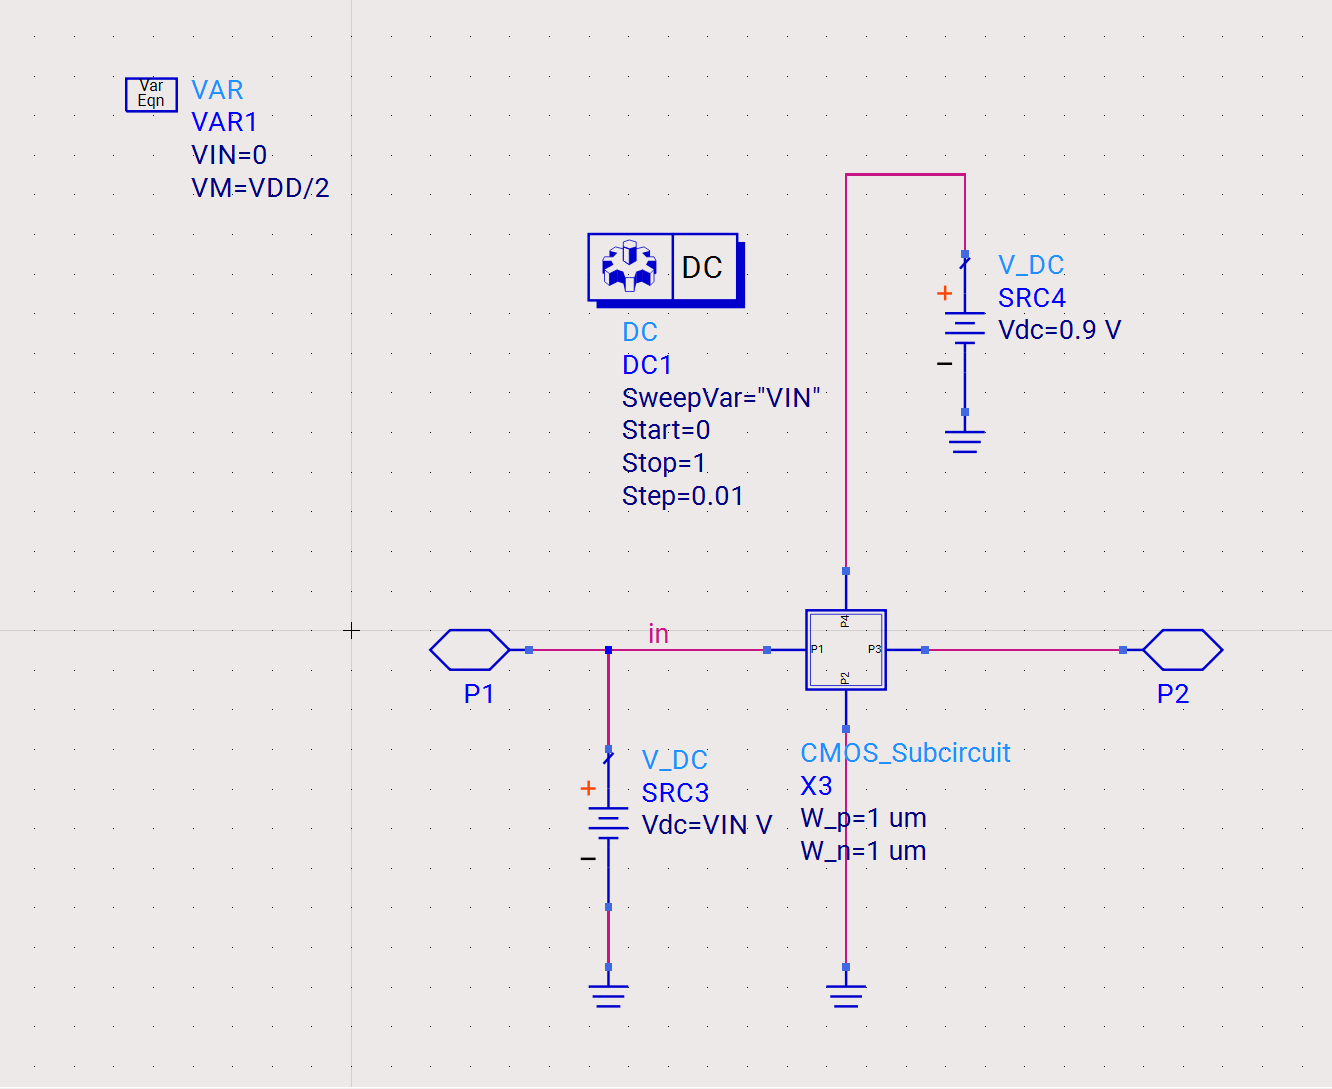 Var
Eqn
VAR
VAR1
VIN=0
VM=VDD/2
DC
DC
DC1
SweepVar="VIN"
Start=0
Stop=1
Step=0.01
+
V_DC
SRC4
Vdc=0.9 V
−
P1
in
P4
P1
P3
P2
P2
+
V_DC
SRC3
Vdc=VIN V
−
CMOS_Subcircuit
X3
W_p=1 um
W_n=1 um